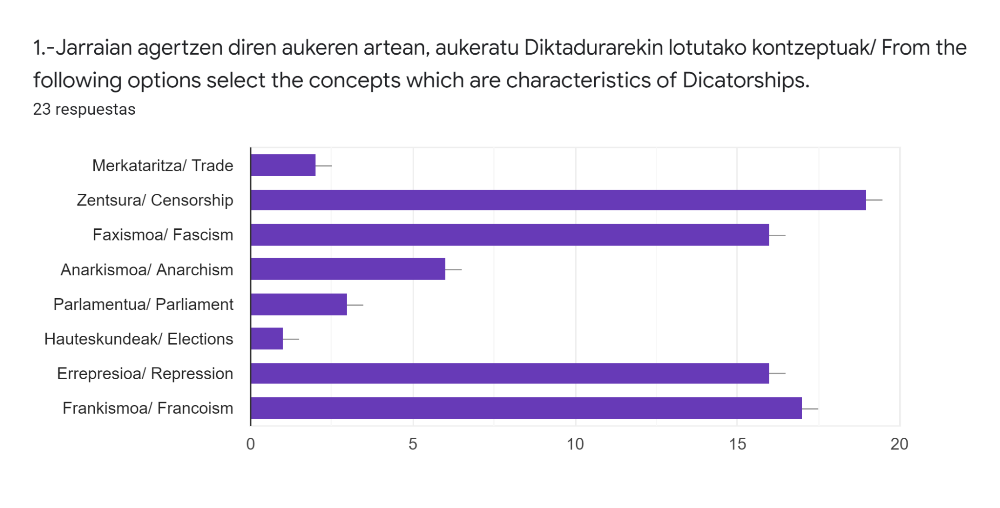 1.-Jarraian agertzen diren aukeren artean, aukeratu Diktadurarekin lotutako kontzeptuak/ From the
following options select the concepts which are characteristics of Dicatorships.
23 respuestas
Merkataritza/ Trade
Zentsura/ Censorship
Faxismoa/ Fascism
Anarkismoa/ Anarchism
Parlamentua/ Parliament
Hauteskundeak/ Elections
Errepresioa/ Repression
Frankismoa/ Francoism
0 5 10 15 20